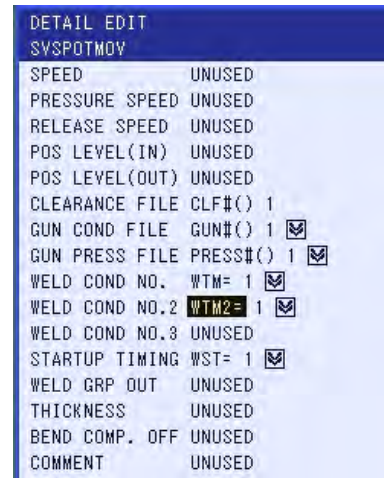 DETAIL EDIT
SVSPOTMOV
SPEED UNUSED
PRESSURE SPEED UNUSED
RELEASE SPEED UNUSED
POS LEVEL(IN) UNUSED
POS LEVEL(OUT) UNUSED
CLEARANCE FILE CLF#() 1
GUN COND FILE GUN#() 1
GUN PRESS FILE PRESS#() 1
WELD COND NO. WTM= 1
WELD COND NO.2 WTM2= 1
WELD COND NO.3 UNUSED
STARTUP TIMING WST= 1
WELD GRP OUT UNUSED
THICKNESS UNUSED
BEND COMP. OFF UNUSED
COMMENT UNUSED